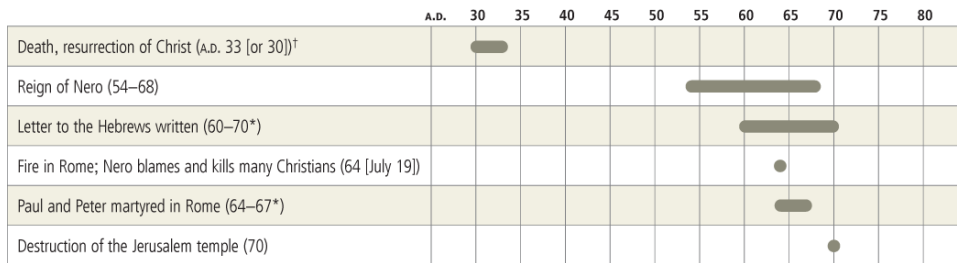 A.D. 30 35 40 45 50 55 60 65 70 75 80
Death, resurrection of Christ (A.D. 33 [or 30])†
Reign of Nero (54–68)
Letter to the Hebrews written (60–70*)
Fire in Rome; Nero blames and kills many Christians (64 [July 19])
Paul and Peter martyred in Rome (64–67*)
Destruction of the Jerusalem temple (70)